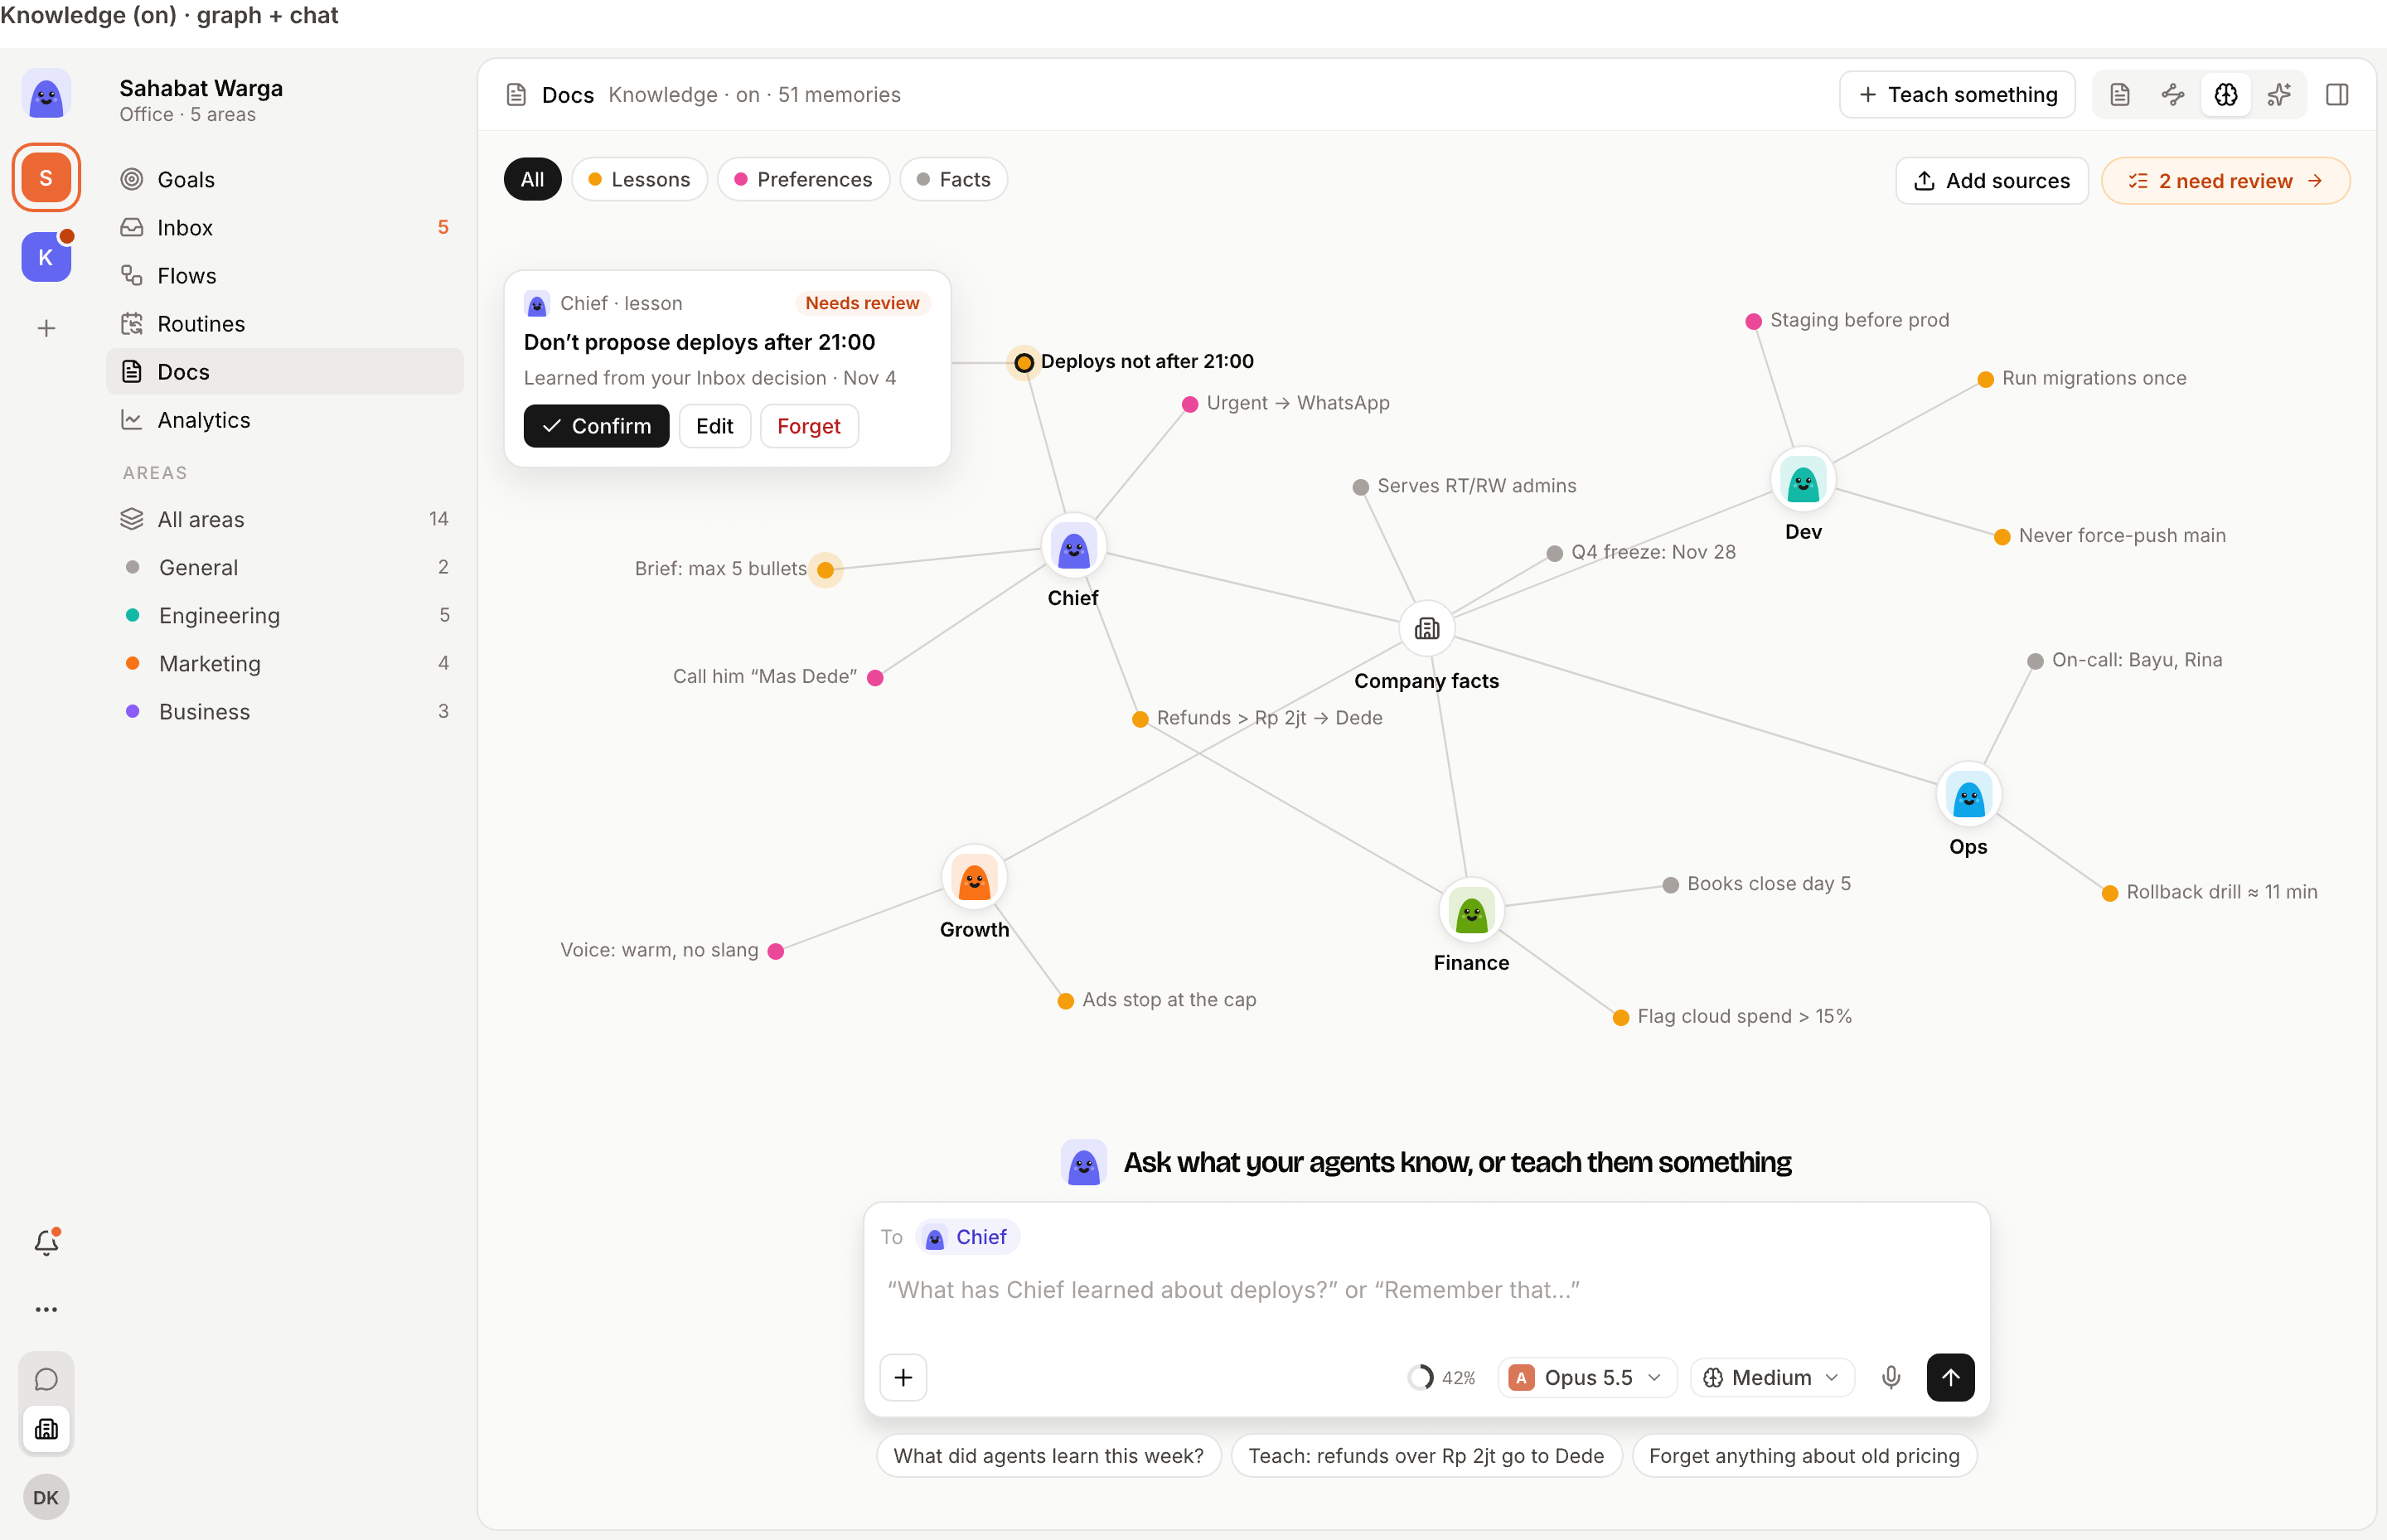 Knowledge (on) · graph + chat
Sahabat Warga
Office · 5 areas
S
K
Goals
Inbox 5
Flows
Routines
Docs
Analytics
AREAS
All areas 14
General 2
Engineering 5
Marketing 4
Business 3
DK
Docs Knowledge · on · 51 memories
Teach something
All Lessons Preferences Facts
Add sources
2 need review →
Chief · lesson Needs review
Don’t propose deploys after 21:00
Learned from your Inbox decision · Nov 4
Confirm Edit Forget
Deploys not after 21:00
Urgent → WhatsApp
Staging before prod
Run migrations once
Serves RT/RW admins
Q4 freeze: Nov 28
Dev
Never force-push main
Brief: max 5 bullets
Chief
Call him “Mas Dede”
Company facts
On-call: Bayu, Rina
Refunds > Rp 2jt → Dede
Ops
Books close day 5
Rollback drill ≈ 11 min
Growth
Voice: warm, no slang
Finance
Ads stop at the cap
Flag cloud spend > 15%
Ask what your agents know, or teach them something
To Chief
“What has Chief learned about deploys?” or “Remember that…”
42% A Opus 5.5 Medium
What did agents learn this week?
Teach: refunds over Rp 2jt go to Dede
Forget anything about old pricing